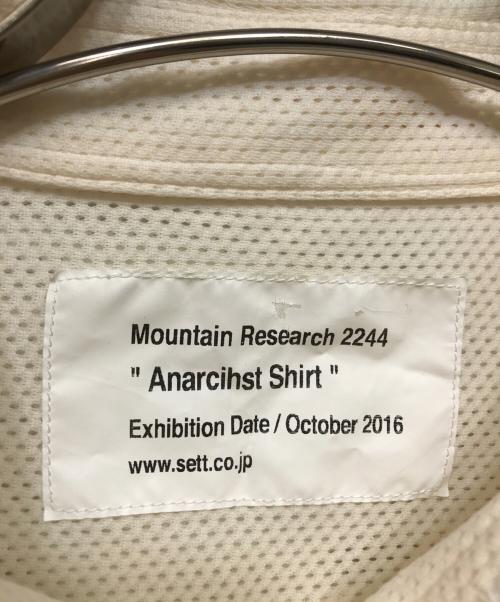 Mountain Research 2244
" Anarcihst Shirt "
Exhibition Date / October 2016
www.sett.co.jp